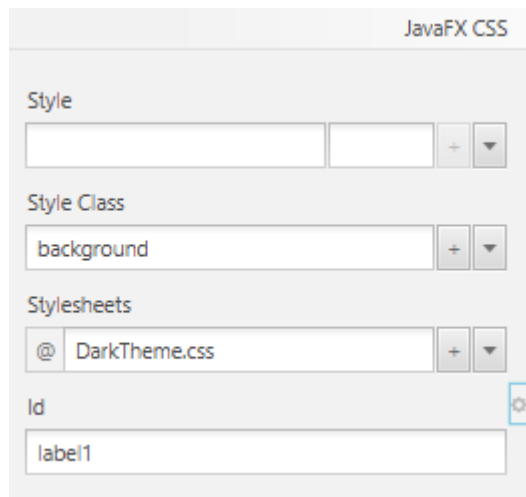 JavaFX CSS
Style
+
Style Class
background +
Stylesheets
@ DarkTheme.css +
Id
label1